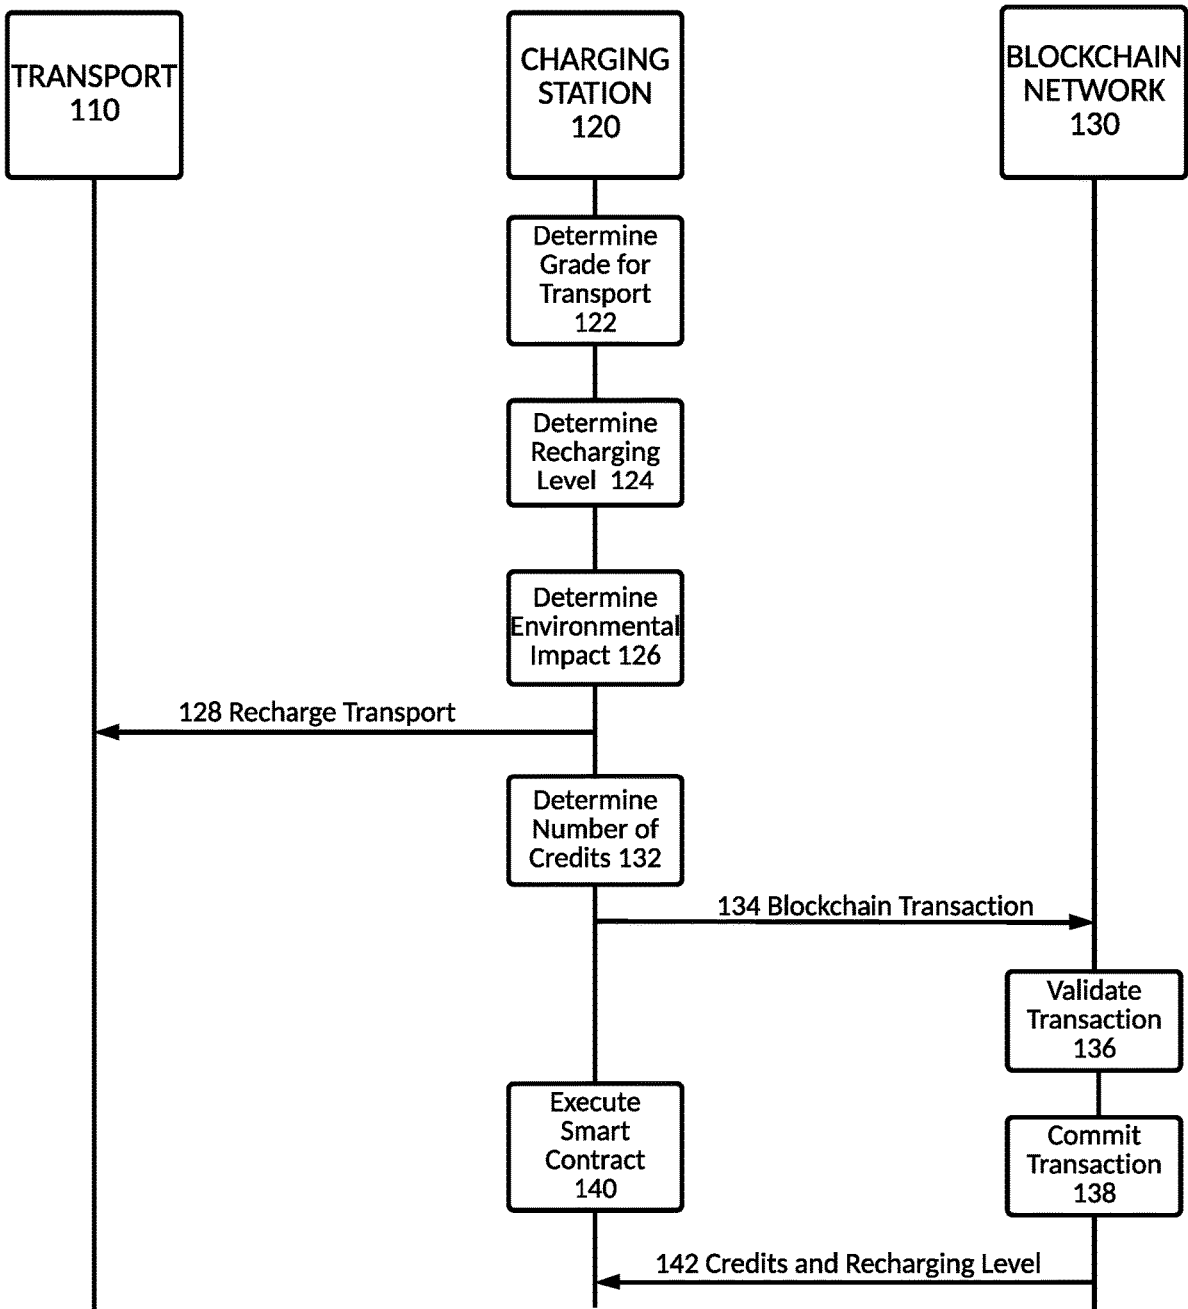 TRANSPORT
110
CHARGING
STATION
120
BLOCKCHAIN
NETWORK
130
Determine
Grade for
Transport
122
Determine
Recharging
Level 124
Determine
Environmental
Impact 126
128 Recharge Transport
Determine
Number of
Credits 132
134 Blockchain Transaction
Validate
Transaction
136
Execute
Smart
Contract
140
Commit
Transaction
138
142 Credits and Recharging Level